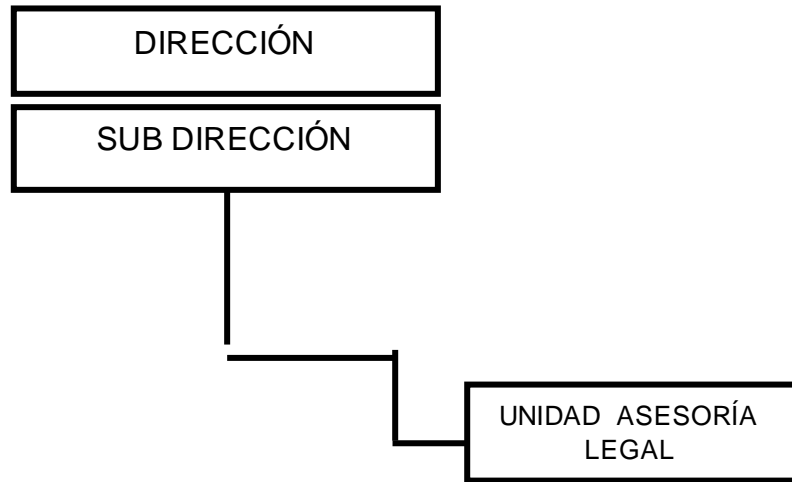 DIRECCIÓN
SUB DIRECCIÓN
UNIDAD ASESORÍA
LEGAL